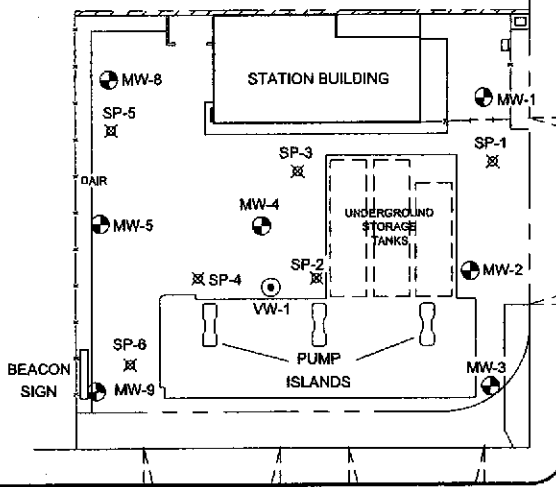 STATION BUILDING
MW-8
MW-1
SP-5
SP-1
SP-3
AIR
UNDERGROUND
STORAGE
TANKS
MW-4
MW-5
MW-2
SP-4
SP-2
VW-1
SP-6
PUMP
ISLANDS
BEACON
SIGN
MW-3
MW-9